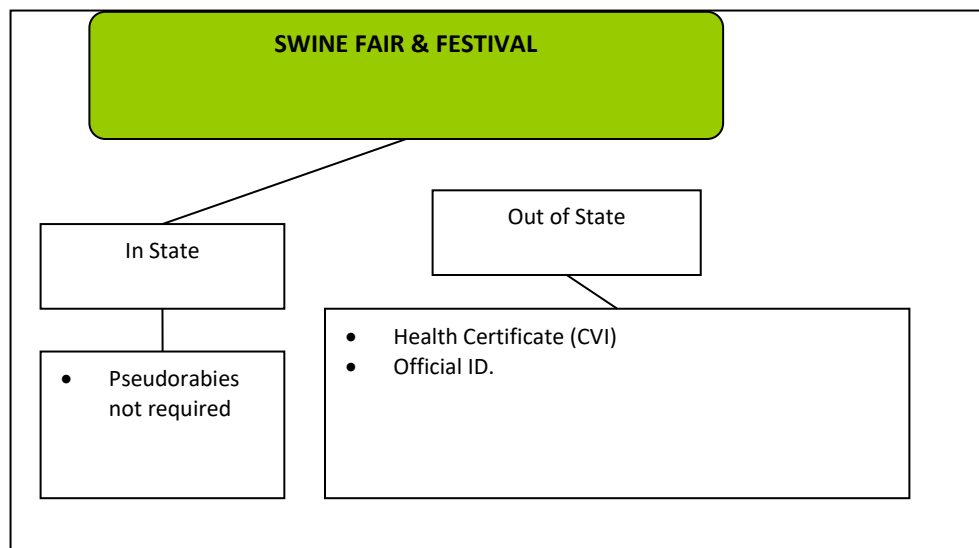 SWINE FAIR & FESTIVAL
In State
Out of State
• Pseudorabies
not required
• Health Certificate (CVI)
• Official ID.